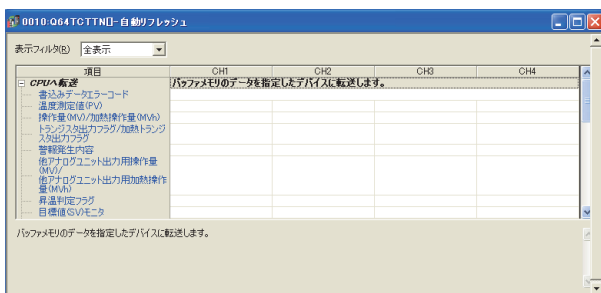 0010:Q64TCTTN[]-自動リフレッシュ
表示フィルタ(R) 全表示
項目 CH1 CH2 CH3 CH4
CPUへ転送 バッファメモリのデータを指定したデバイスに転送します。
書込みデータエラーコード
温度測定値(PV)
操作量(MV)/加熱操作量(MVh)
トランジスタ出力フラグ/加熱トランジ
スタ出力フラグ
警報発生内容
他アナログユニット出力用操作量
(MV)/
他アナログユニット出力用加熱操作
量(MVh)
昇温判定フラグ
目標値(SV)モニタ
バッファメモリのデータを指定したデバイスに転送します。